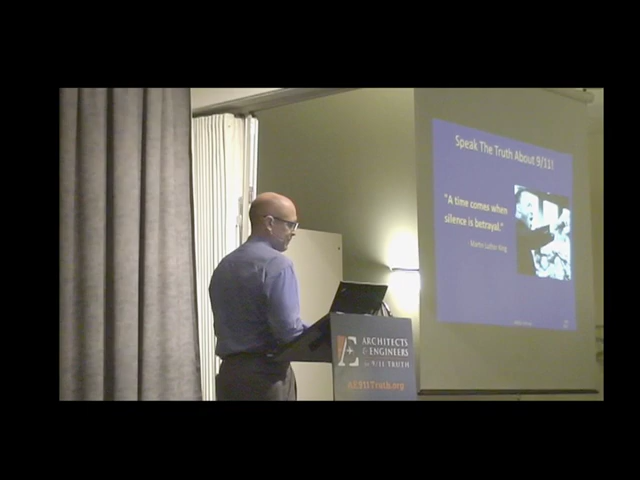 Speak The Truth About 9/11!
"A time comes when
silence is betrayal."
Martin Luther King
ARCHITECTS
& ENGINEERS
for 9/11 TRUTH
AE911Truth.org